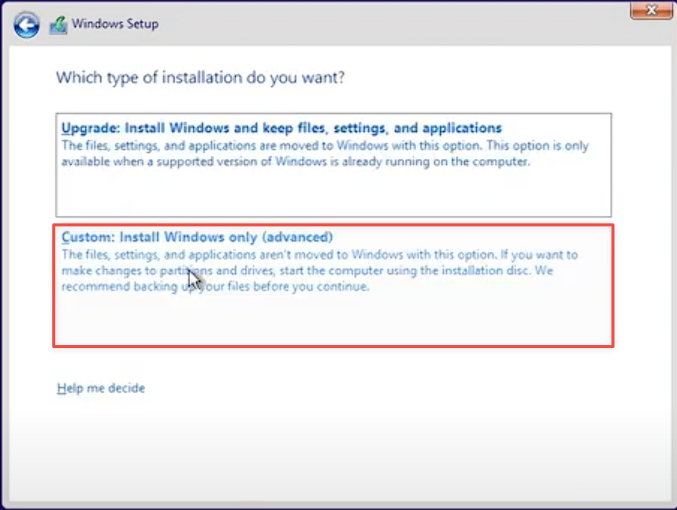 Windows Setup
Which type of installation do you want?
Upgrade: Install Windows and keep files, settings, and applications
The files, settings, and applications are moved to Windows with this option. This option is only
available when a supported version of Windows is already running on the computer.
Custom: Install Windows only (advanced)
The files, settings, and applications aren't moved to Windows with this option. If you want to
make changes to partitions and drives, start the computer using the installation disc. We
recommend backing up your files before you continue.
Help me decide